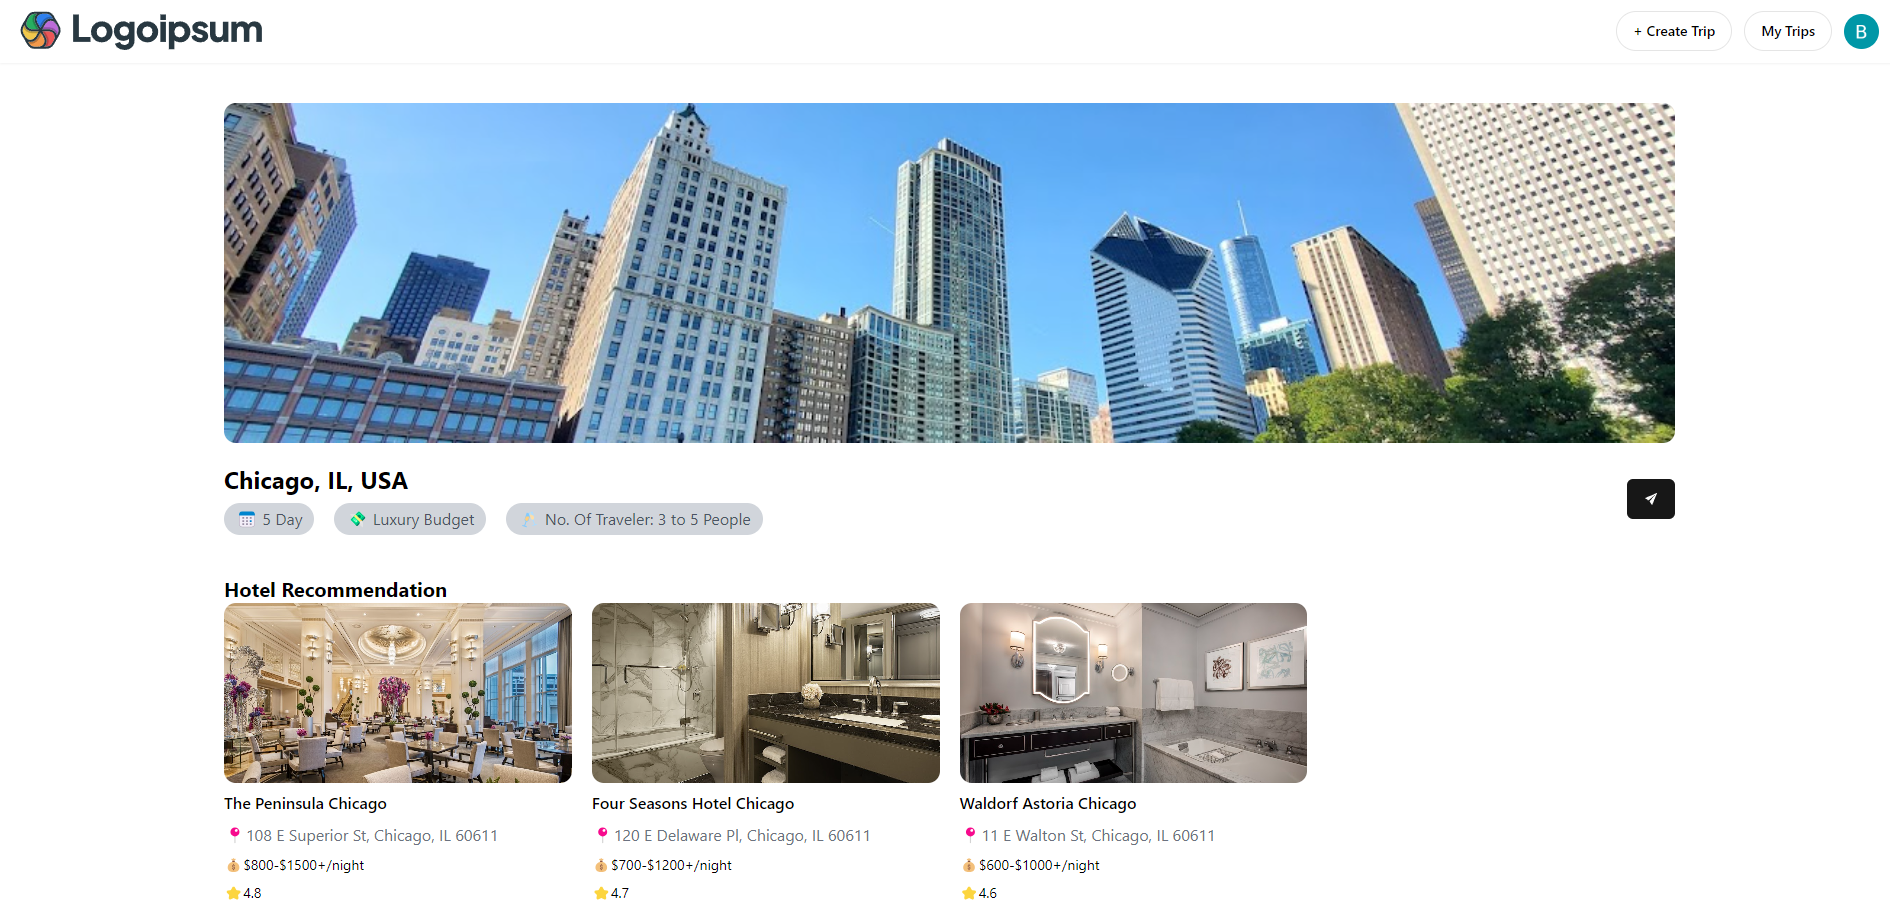 Logoipsum
+ Create Trip
My Trips
B
Chicago, IL, USA
5 Day
Luxury Budget
No. Of Traveler: 3 to 5 People
Hotel Recommendation
The Peninsula Chicago
108 E Superior St, Chicago, IL 60611
$800-$1500+/night
4.8
Four Seasons Hotel Chicago
120 E Delaware Pl, Chicago, IL 60611
$700-$1200+/night
4.7
Waldorf Astoria Chicago
11 E Walton St, Chicago, IL 60611
$600-$1000+/night
4.6